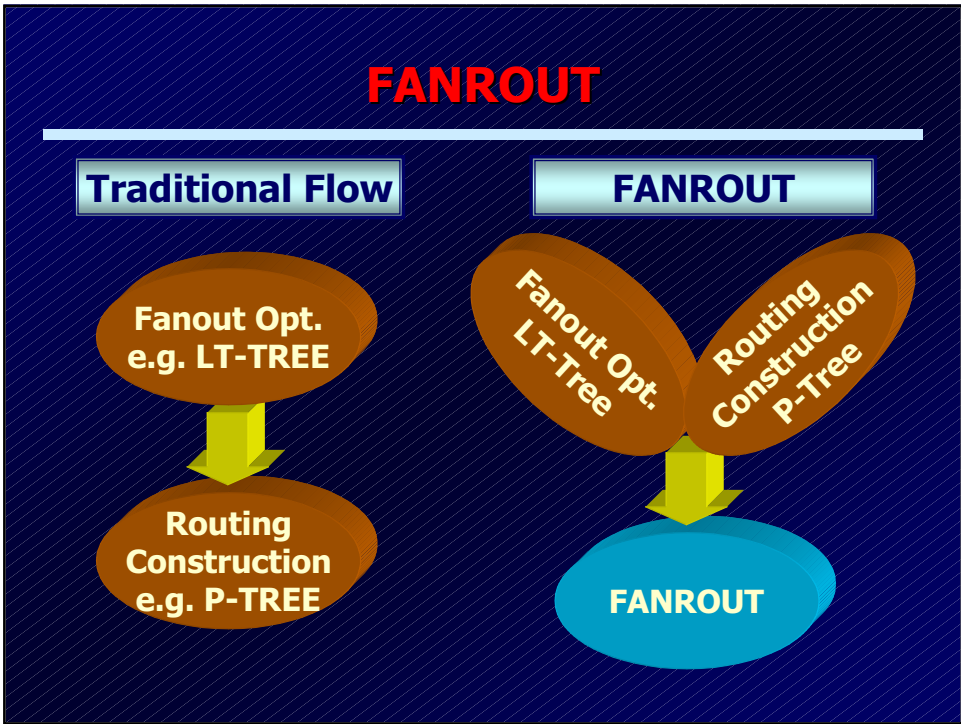 FANROUT
Traditional Flow
Fanout Opt.
e.g. LT-TREE
Routing
Construction
e.g. P-TREE
FANROUT
Fanout Opt.
LT-Tree
Routing
Construction
P-Tree
FANROUT